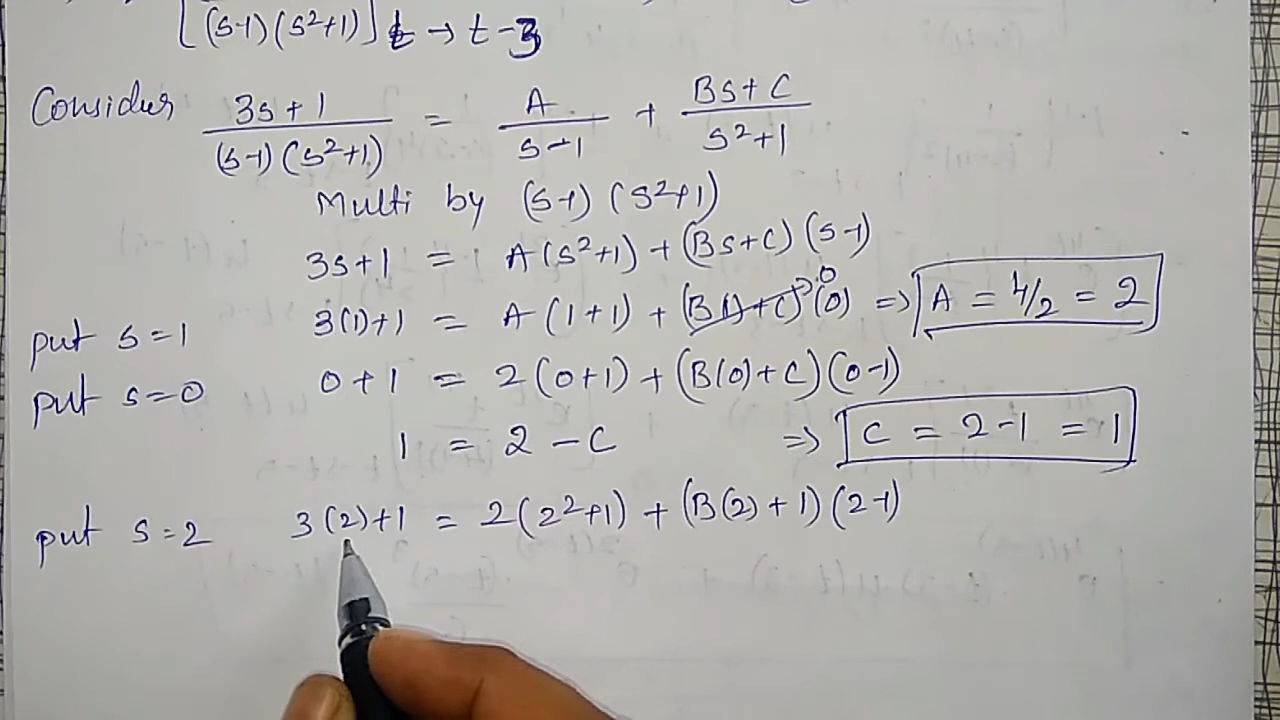 [(s-1)(s²+1)] t → t-3
Consider (3s+1)/((s-1)(s²+1)) = A/(s-1) + (Bs+C)/(s²+1)
Multi by (s-1)(s²+1)
3s+1 = A(s²+1) + (Bs+C)(s-1)
put s=1 3(1)+1 = A(1+1) + (B(1)+C)(0) 0 => A = 4/2 = 2
put s=0 0+1 = 2(0+1) + (B(0)+C)(0-1)
1 = 2-C => C = 2-1 = 1
put s=2 3(2)+1 = 2(2²+1) + (B(2)+1)(2-1)